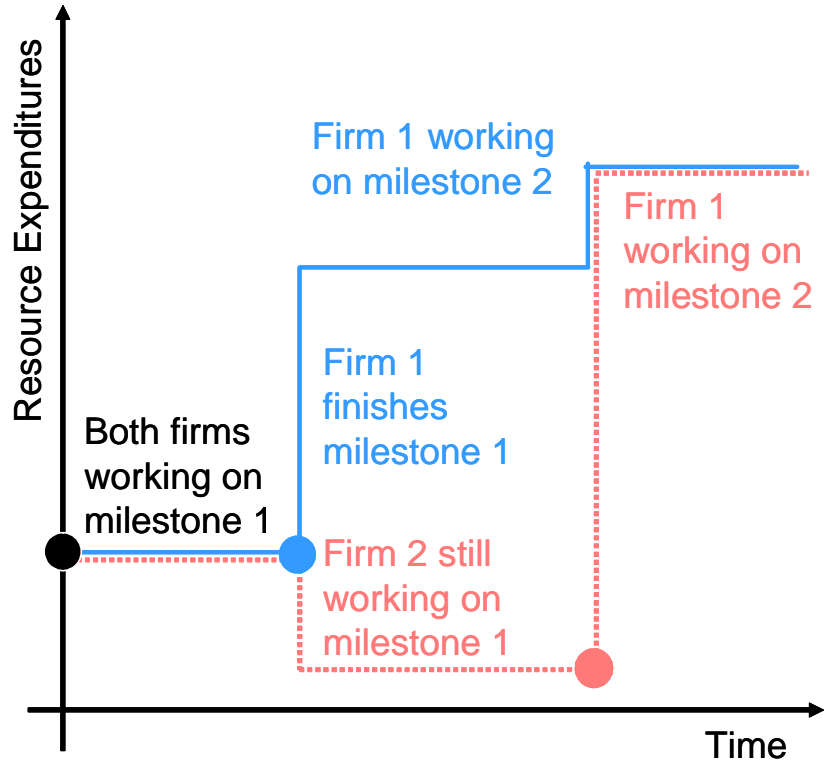 Resource Expenditures
Firm 1 working
on milestone 2
Firm 1
working on
milestone 2
Firm 1
finishes
milestone 1
Both firms
working on
milestone 1
Firm 2 still
working on
milestone 1
Time